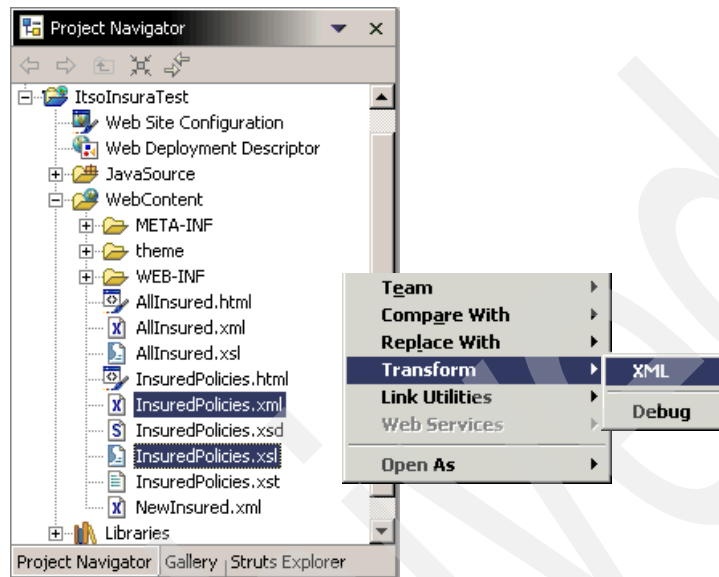 Project Navigator
ItsoInsuraTest
Web Site Configuration
Web Deployment Descriptor
JavaSource
WebContent
META-INF
theme
WEB-INF
AllInsured.html
AllInsured.xml
AllInsured.xsl
InsuredPolicies.html
InsuredPolicies.xml
InsuredPolicies.xsd
InsuredPolicies.xsl
InsuredPolicies.xst
NewInsured.xml
Libraries
Project Navigator Gallery Struts Explorer
Team
Compare With
Replace With
Transform
Link Utilities
Web Services
Open As
XML
Debug